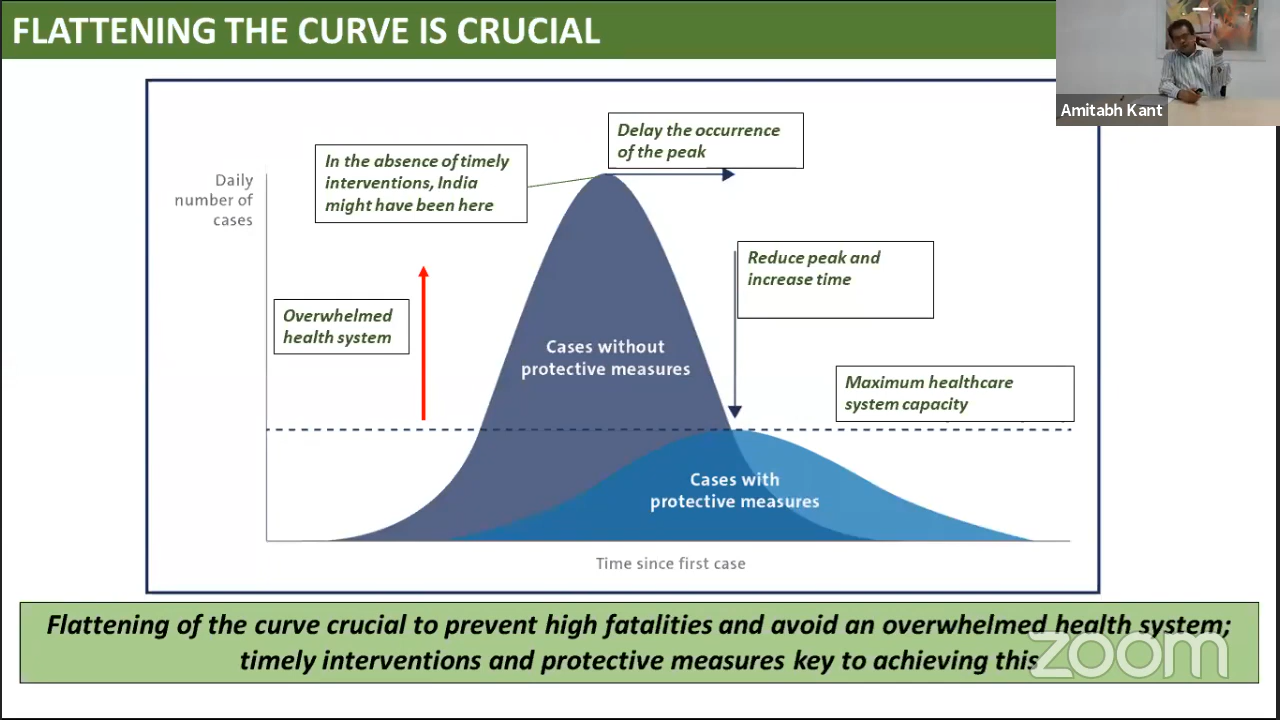 FLATTENING THE CURVE IS CRUCIAL
Amitabh Kant
Delay the occurrence
of the peak
In the absence of timely
interventions, India
might have been here
Daily
number of
cases
Reduce peak and
increase time
Overwhelmed
health system
Cases without
protective measures
Maximum healthcare
system capacity
Cases with
protective measures
Time since first case
Flattening of the curve crucial to prevent high fatalities and avoid an overwhelmed health system;
timely interventions and protective measures key to achieving this
zoom